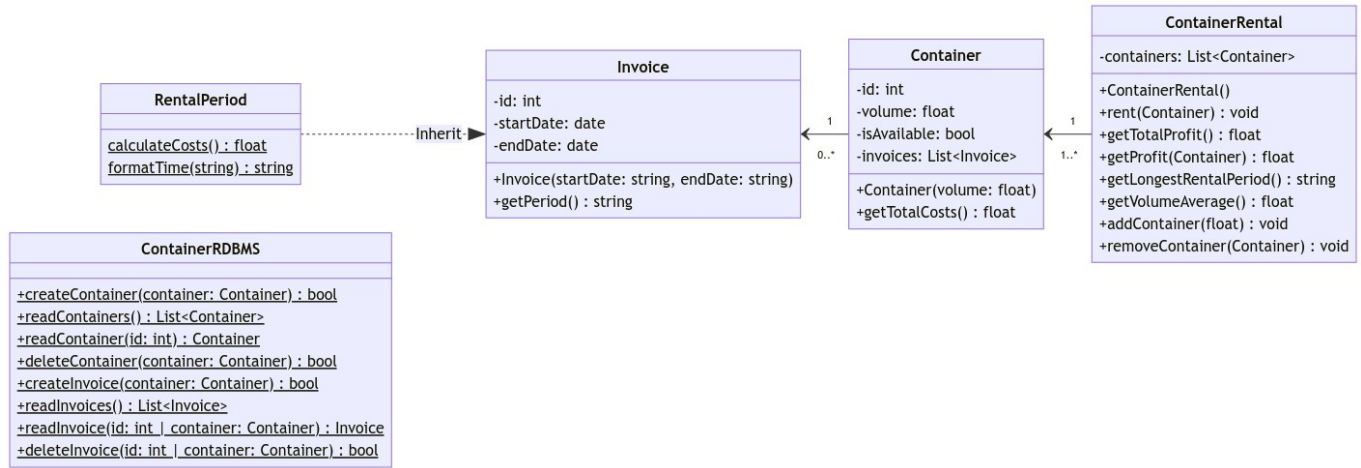 RentalPeriod
calculateCosts() : float
formatTime(string) : string
Inherit
Invoice
-id: int
-startDate: date
-endDate: date
+Invoice(startDate: string, endDate: string)
+getPeriod() : string
1
0..*
Container
-id: int
-volume: float
-isAvailable: bool
-invoices: List<Invoice>
+Container(volume: float)
+getTotalCosts() : float
1
1..*
ContainerRental
-containers: List<Container>
+ContainerRental()
+rent(Container) : void
+getTotalProfit() : float
+getProfit(Container) : float
+getLongestRentalPeriod() : string
+getVolumeAverage() : float
+addContainer(float) : void
+removeContainer(Container) : void
ContainerRDBMS
+createContainer(container: Container) : bool
+readContainers() : List<Container>
+readContainer(id: int) : Container
+deleteContainer(container: Container) : bool
+createInvoice(container: Container) : bool
+readInvoices() : List<Invoice>
+readInvoice(id: int | container: Container) : Invoice
+deleteInvoice(id: int | container: Container) : bool